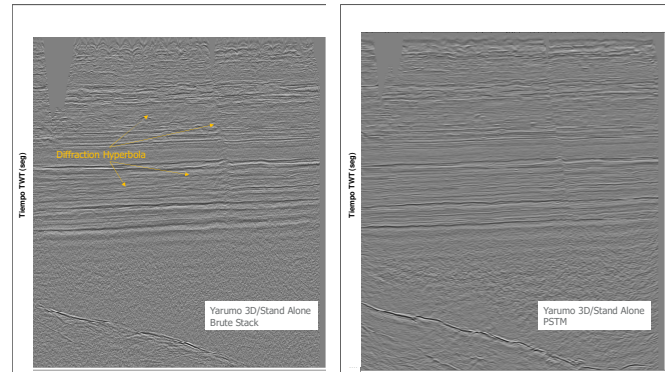 Diffraction Hyperbola
Tiempo TWT (seg)
Yarumo 3D/Stand Alone
Brute Stack
Tiempo TWT (seg)
Yarumo 3D/Stand Alone
PSTM